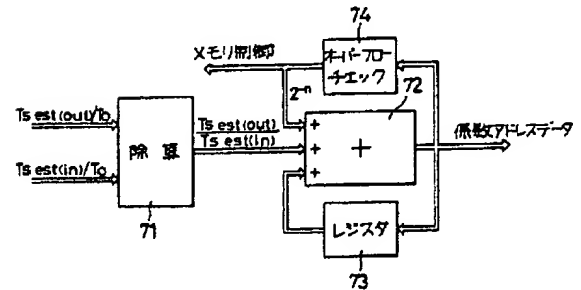 74
メモリ制御
オーバーフロー
チェック
2⁻ⁿ
72
Ts est(out)/To
Ts est(in)/To
除算
Ts est(out)
Ts est(in)
+
+
+
+
係数アドレスデータ
71
レジスタ
73